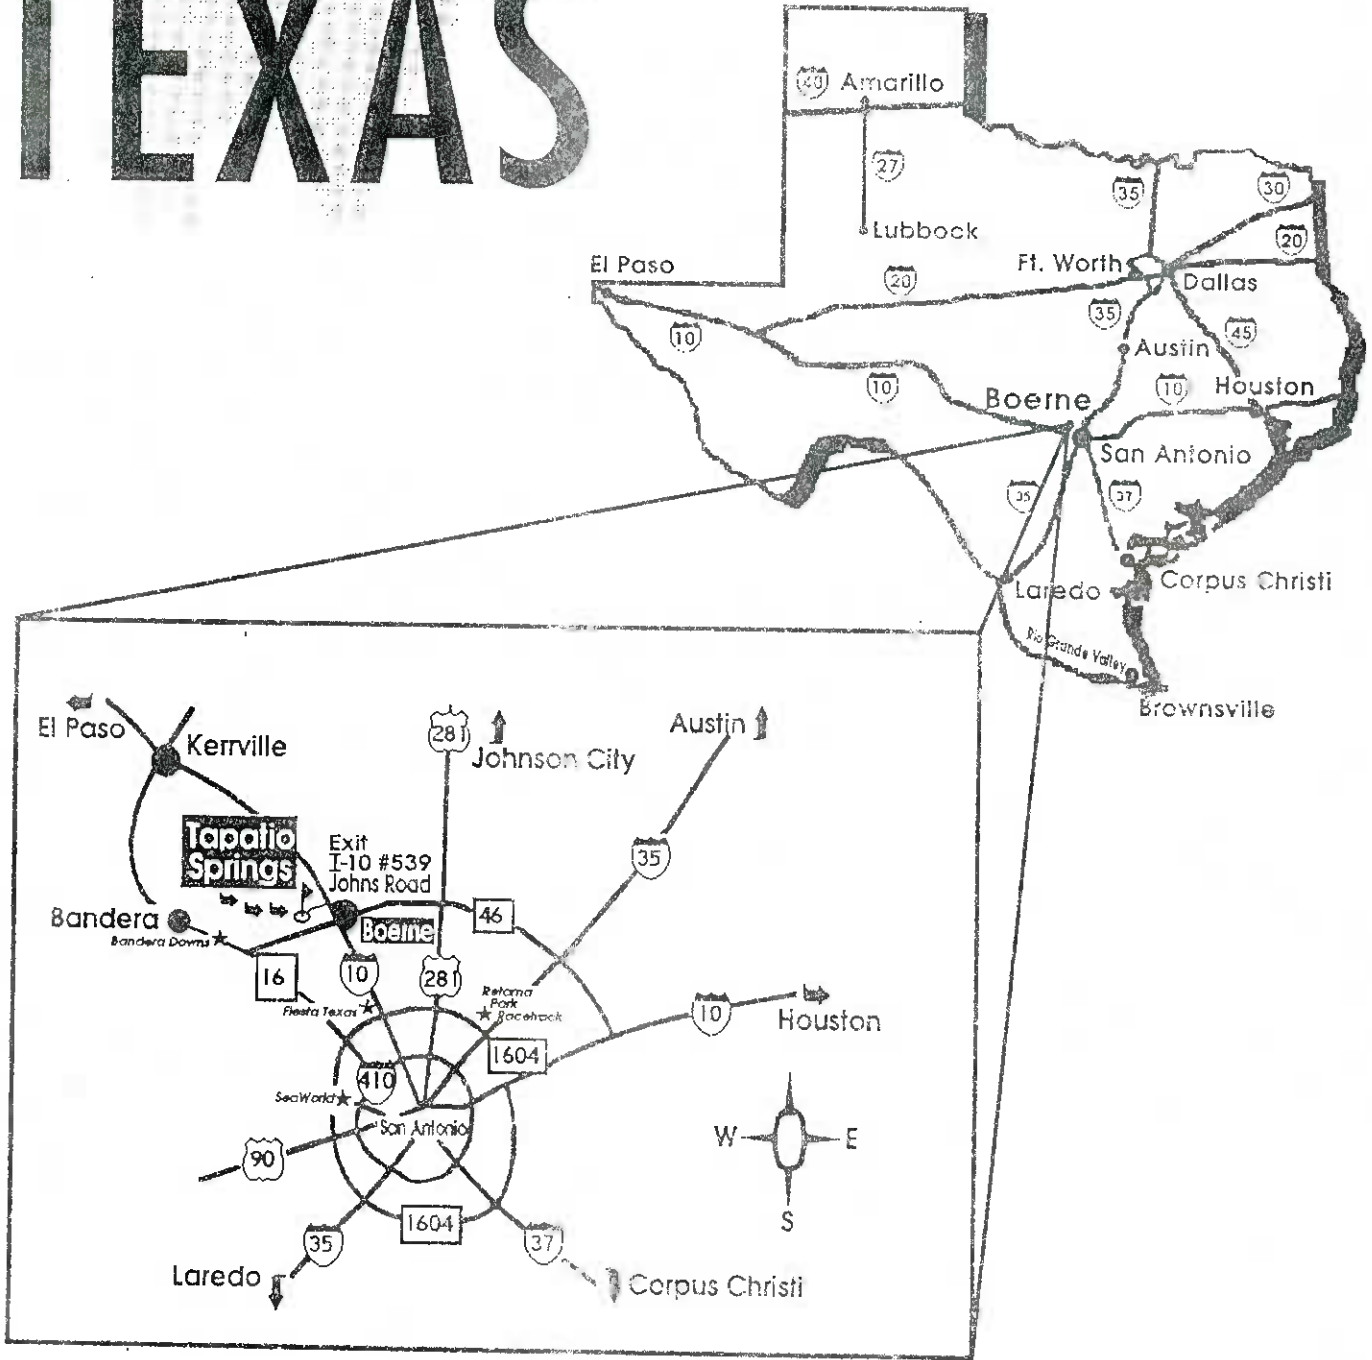 TEXAS
40 Amarillo
27
35
30
Lubbock
20
El Paso
Ft. Worth
20
Dallas
10
35
45
Austin
10
10
Houston
Boerne
San Antonio
35
37
Laredo
Corpus Christi
Rio Grande Valley
Brownsville
El Paso
Kerrville
281
Johnson City
Austin
Tapatio
Springs
Exit
I-10 #539
Johns Road
35
Bandera
Bandera Downs
Boerne
46
16
10
281
Fiesta Texas
Retama
Park
Racetrack
10
Houston
1604
410
SeaWorld
San Antonio
90
W
E
S
1604
35
37
Laredo
Corpus Christi